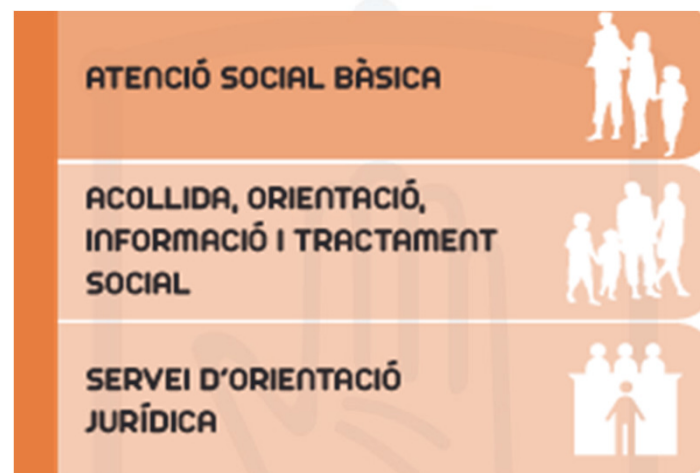 ATENCIÓ SOCIAL BÀSICA
ACOLLIDA, ORIENTACIÓ,
INFORMACIÓ I TRACTAMENT
SOCIAL
SERVEI D'ORIENTACIÓ
JURÍDICA